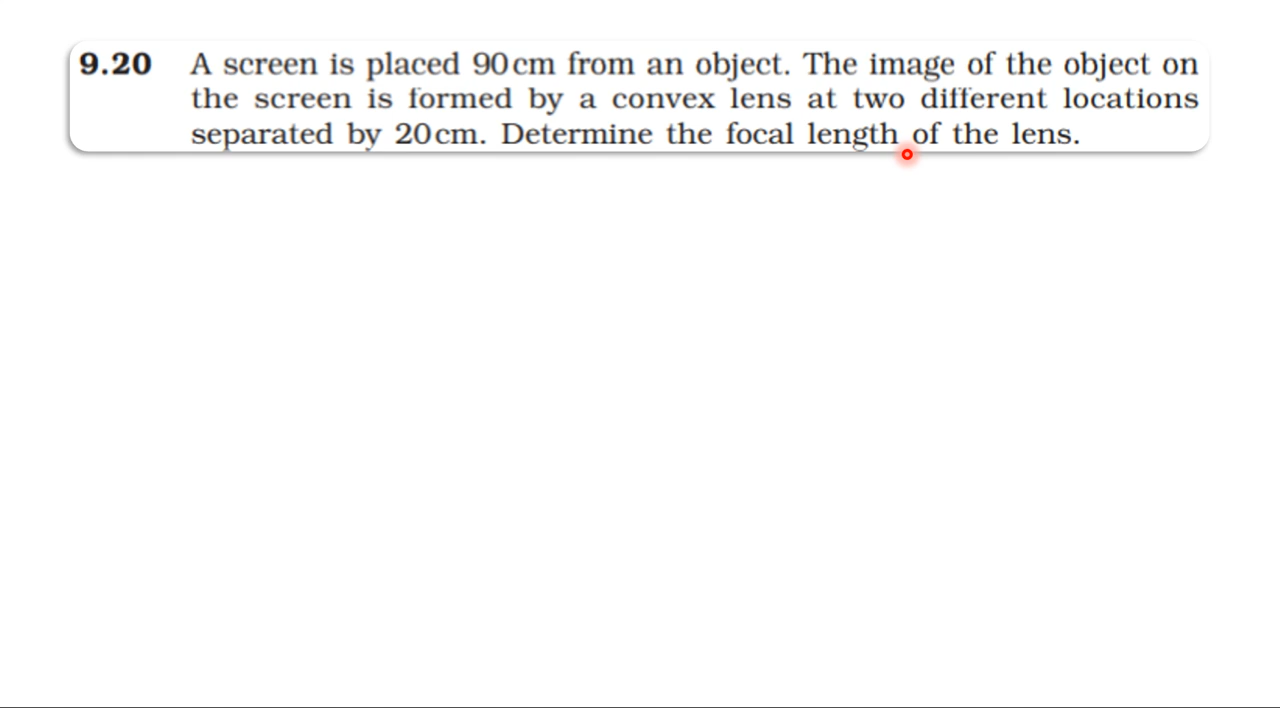 9.20 A screen is placed 90cm from an object. The image of the object on
the screen is formed by a convex lens at two different locations
separated by 20cm. Determine the focal length of the lens.